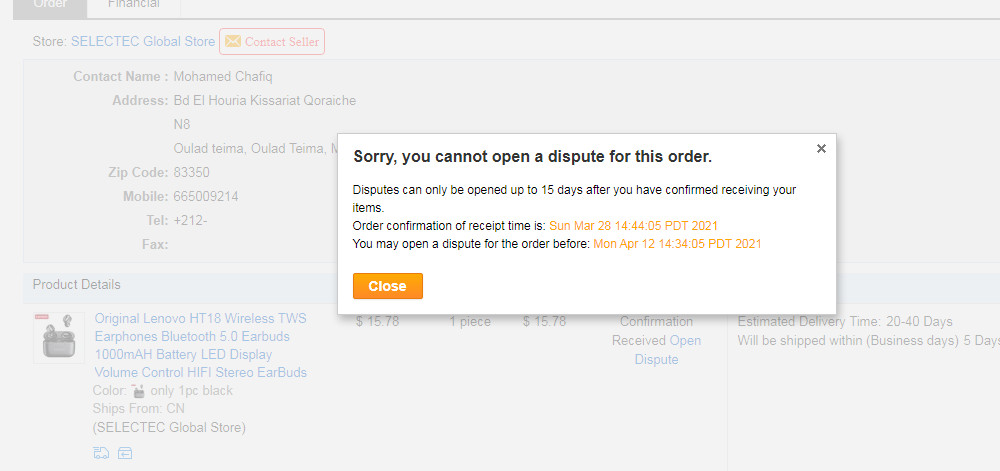 Order Financial
Store: SELECTEC Global Store Contact Seller
Contact Name : Mohamed Chafiq
Address: Bd El Houria Kissariat Qoraiche
N8
Oulad teima, Oulad Teima,
Zip Code: 83350
Mobile: 665009214
Tel: +212-
Fax:
Sorry, you cannot open a dispute for this order.
Disputes can only be opened up to 15 days after you have confirmed receiving your
items.
Order confirmation of receipt time is: Sun Mar 28 14:44:05 PDT 2021
You may open a dispute for the order before: Mon Apr 12 14:34:05 PDT 2021
Close
Product Details
Original Lenovo HT18 Wireless TWS
Earphones Bluetooth 5.0 Earbuds
1000mAH Battery LED Display
Volume Control HIFI Stereo EarBuds
Color: only 1pc black
Ships From: CN
(SELECTEC Global Store)
$ 15.78 1 piece $ 15.78
Confirmation
Received Open
Dispute
Estimated Delivery Time: 20-40 Days
Will be shipped within (Business days) 5 Days